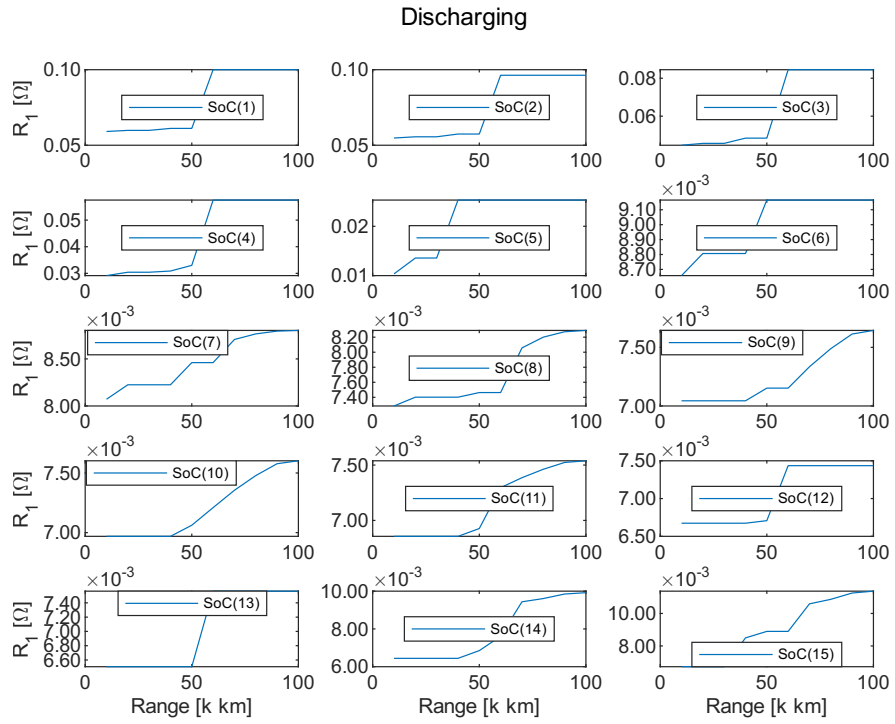 Discharging
R1 [Ω]
0.10
0.05
SoC(1)
0 50 100
0.10
0.05
SoC(2)
0 50 100
0.08
0.06
SoC(3)
0 50 100
R1 [Ω]
0.05
0.04
0.03
SoC(4)
0 50 100
0.02
0.01
SoC(5)
0 50 100
×10-3
9.10
9.00
8.90
8.80
8.70
SoC(6)
0 50 100
R1 [Ω]
×10-3
8.50
8.00
SoC(7)
0 50 100
×10-3
8.20
8.00
7.80
7.60
7.40
SoC(8)
0 50 100
×10-3
7.50
7.00
SoC(9)
0 50 100
R1 [Ω]
×10-3
7.50
7.00
SoC(10)
0 50 100
×10-3
7.50
7.00
SoC(11)
0 50 100
×10-3
7.50
7.00
6.50
SoC(12)
0 50 100
R1 [Ω]
×10-3
7.40
7.20
7.00
6.80
6.60
SoC(13)
0 50 100
Range [k km]
×10-3
10.00
8.00
6.00
SoC(14)
0 50 100
Range [k km]
×10-3
10.00
8.00
SoC(15)
0 50 100
Range [k km]